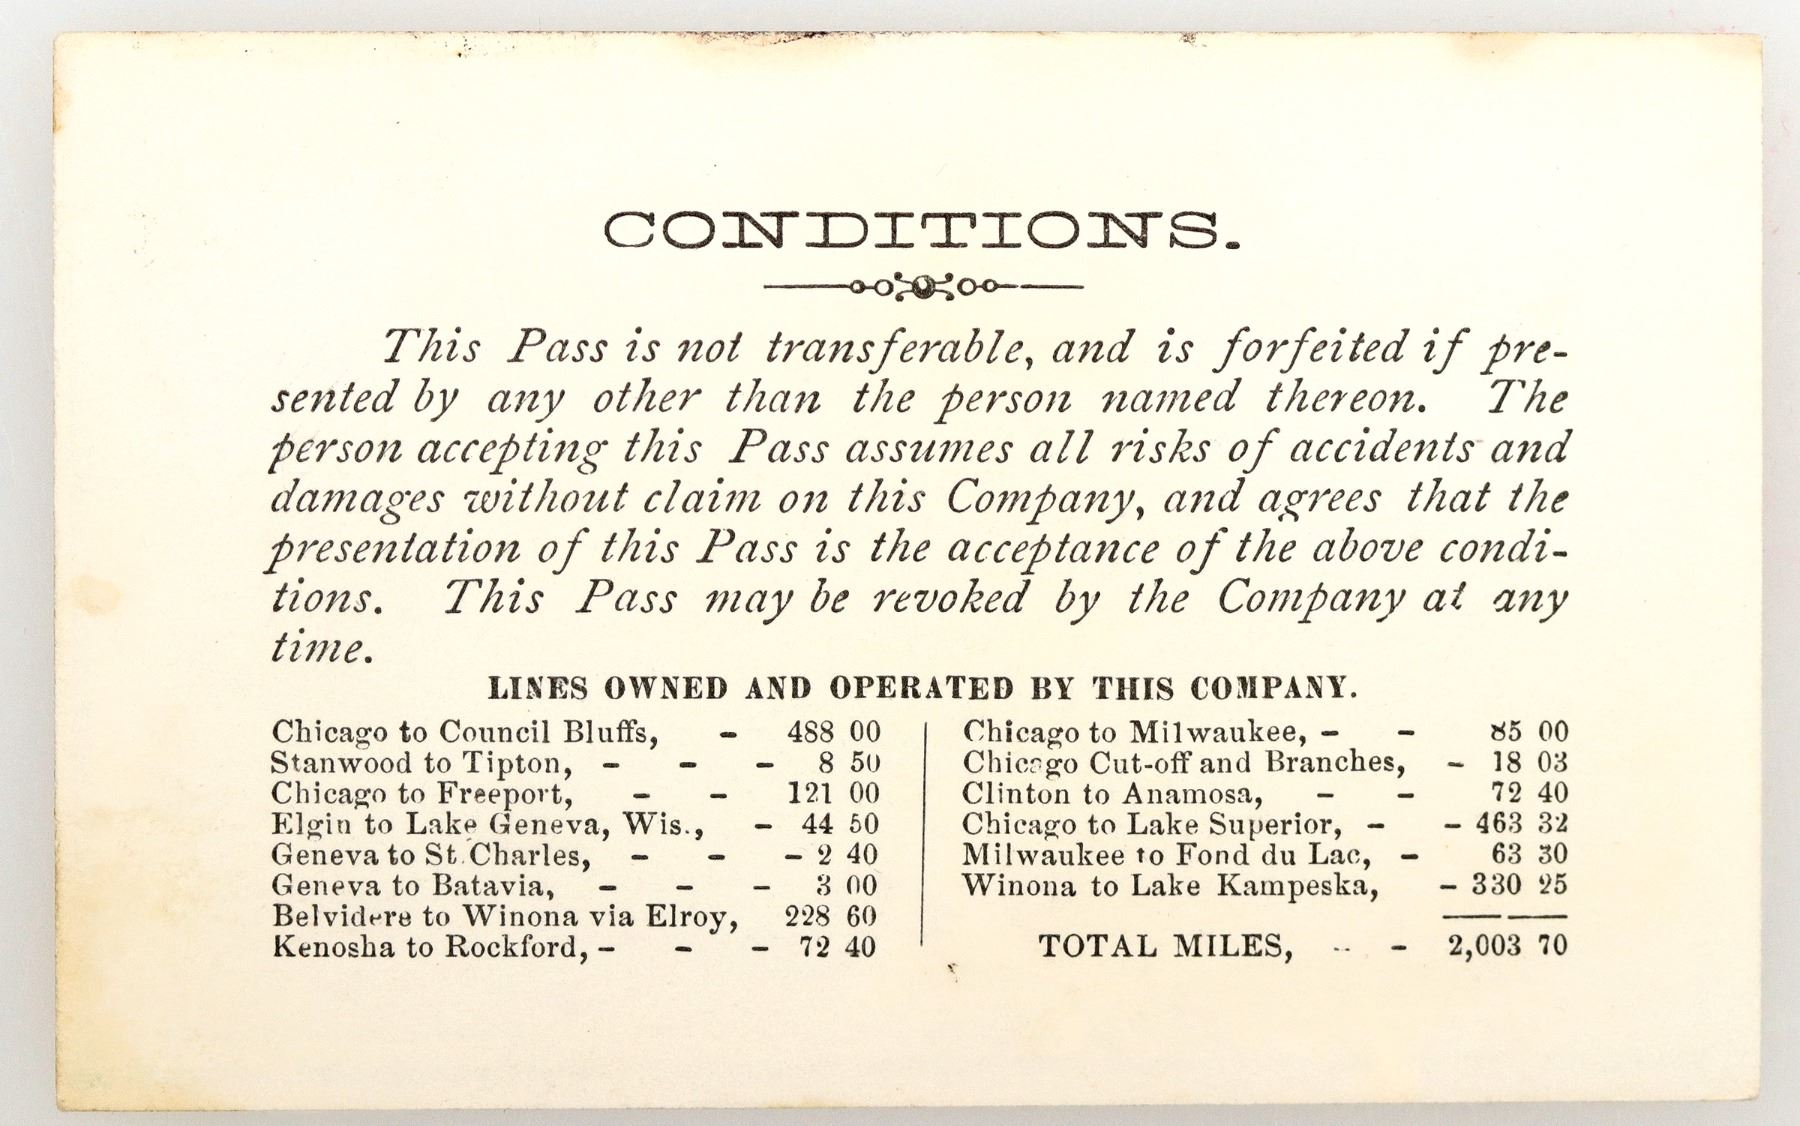 CONDITIONS.
This Pass is not transferable, and is forfeited if pre-
sented by any other than the person named thereon. The
person accepting this Pass assumes all risks of accidents and
damages without claim on this Company, and agrees that the
presentation of this Pass is the acceptance of the above condi-
tions. This Pass may be revoked by the Company at any
time.
LINES OWNED AND OPERATED BY THIS COMPANY.
Chicago to Council Bluffs, - 488 00
Stanwood to Tipton, - - - 8 50
Chicago to Freeport, - - 121 00
Elgin to Lake Geneva, Wis., - 44 50
Geneva to St. Charles, - - - 2 40
Geneva to Batavia, - - - 3 00
Belvidere to Winona via Elroy, 228 60
Kenosha to Rockford, - - - 72 40
Chicago to Milwaukee, - - 85 00
Chicago Cut-off and Branches, - 18 03
Clinton to Anamosa, - - 72 40
Chicago to Lake Superior, - - 463 32
Milwaukee to Fond du Lac, - 63 30
Winona to Lake Kampeska, - 330 25
TOTAL MILES, - - 2,003 70